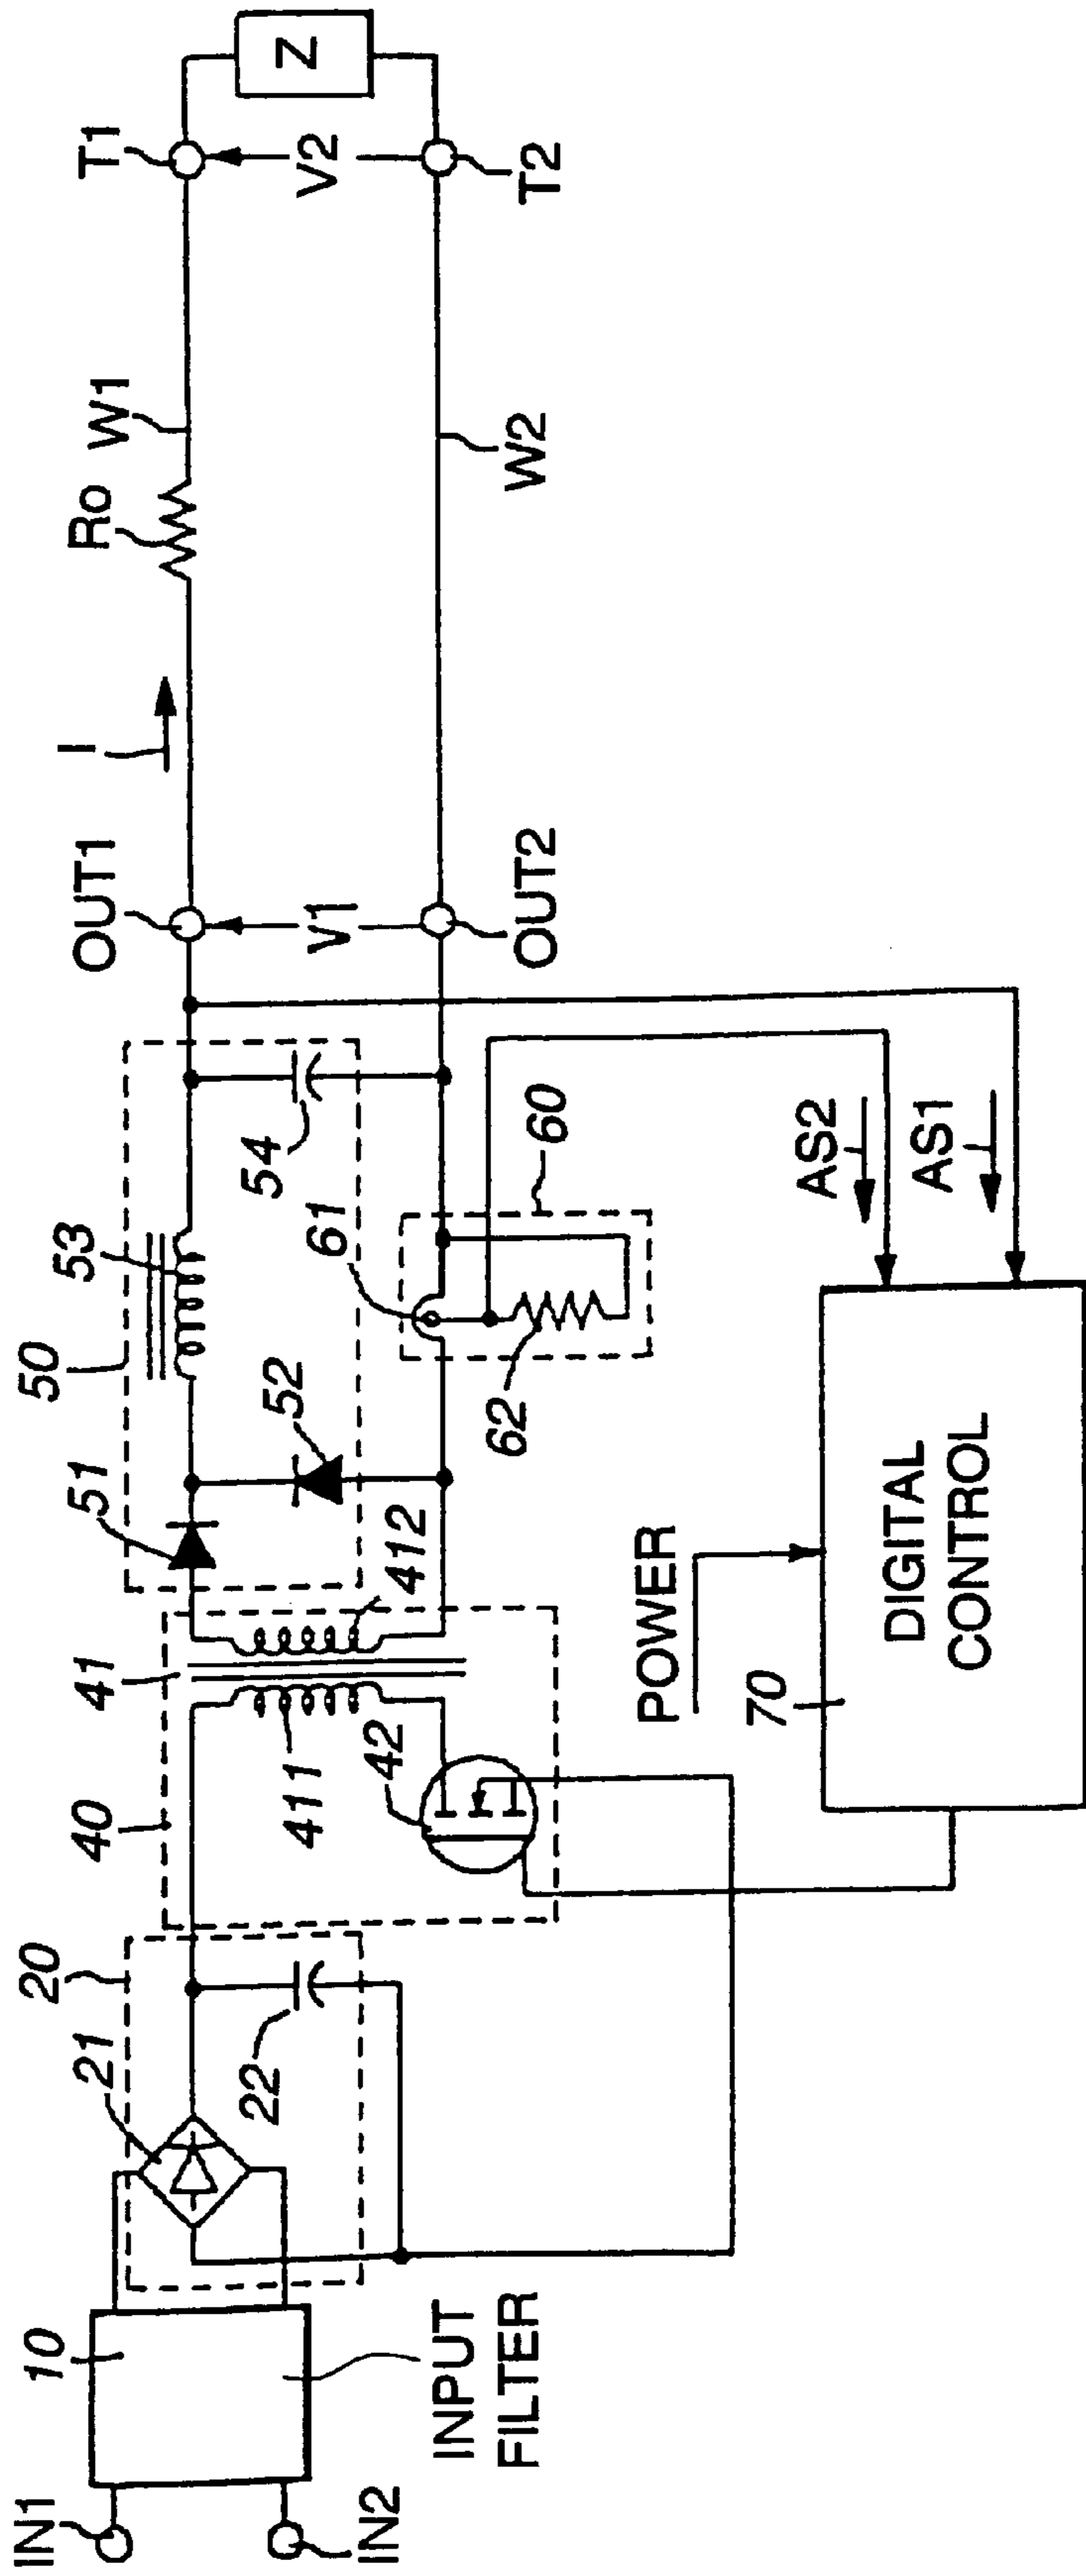 IN1
IN2
10
INPUT
FILTER
20
21
22
40
41
411
412
42
50
51
52
53
54
60
61
62
OUT1
V1
OUT2
I
Ro
W1
W2
T1
V2
T2
Z
POWER
70
DIGITAL
CONTROL
AS2
AS1